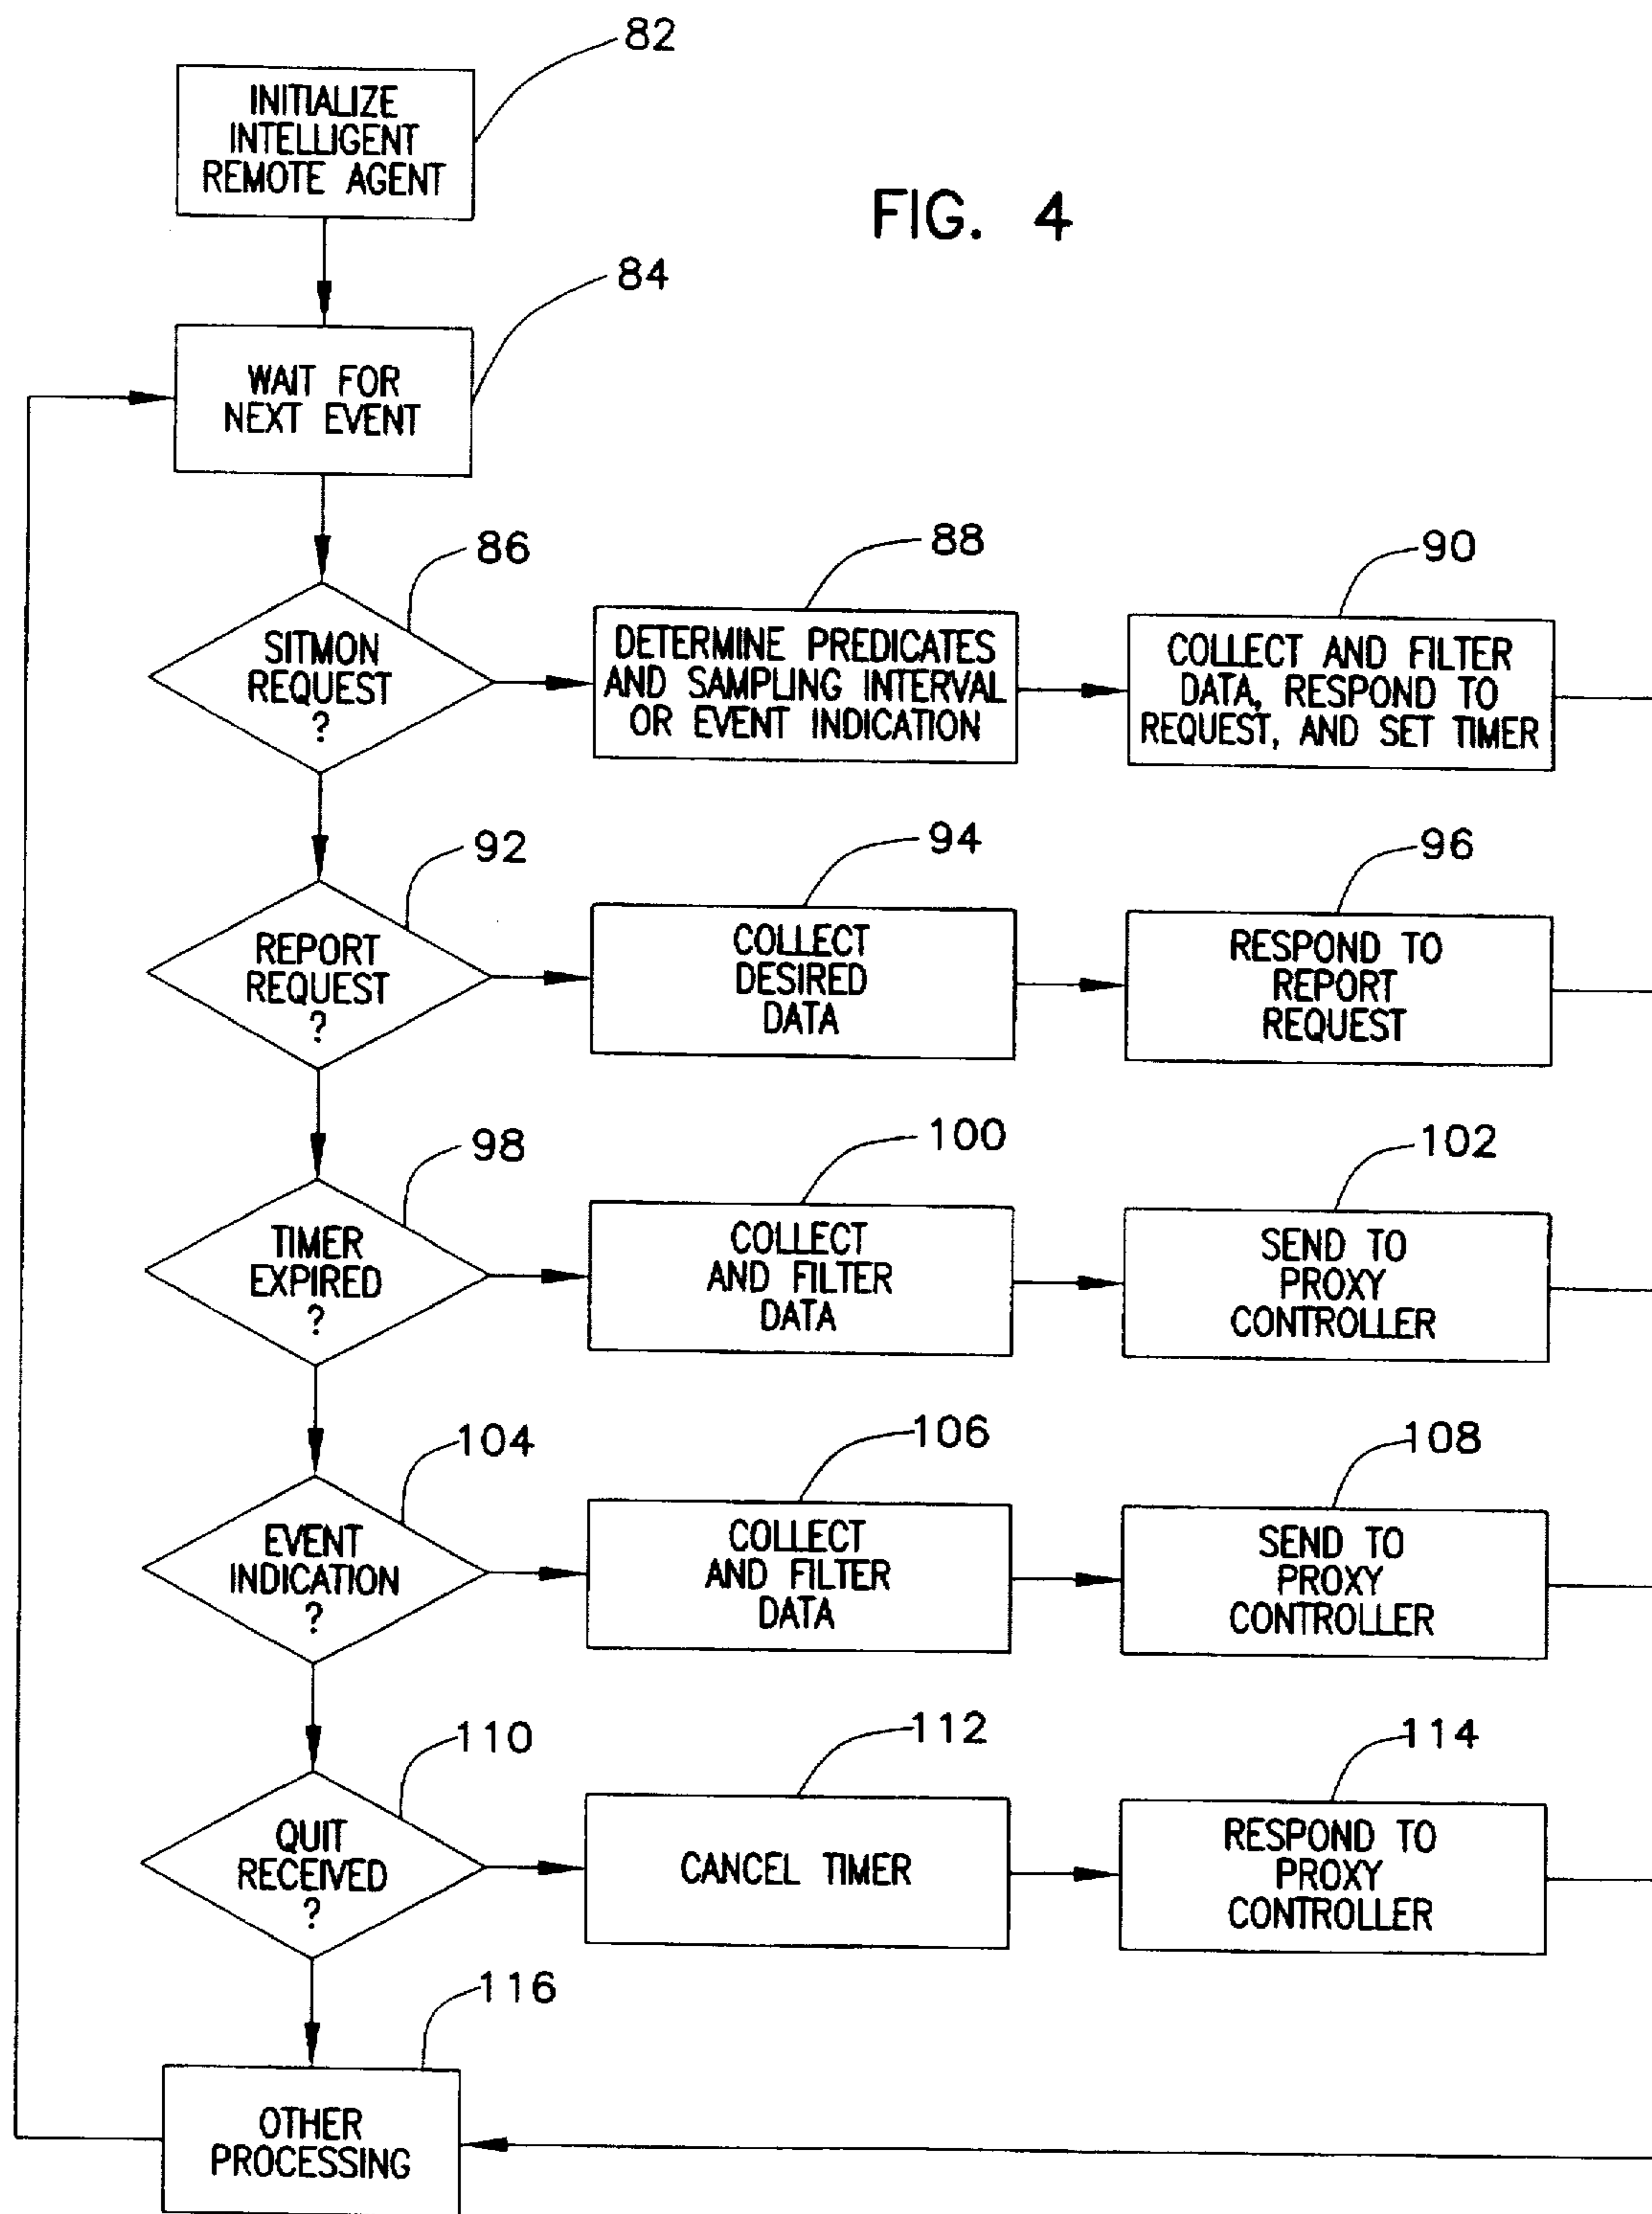 82
INITIALIZE
INTELLIGENT
REMOTE AGENT
FIG. 4
84
WAIT FOR
NEXT EVENT
86
SITMON
REQUEST
?
88
DETERMINE PREDICATES
AND SAMPLING INTERVAL
OR EVENT INDICATION
90
COLLECT AND FILTER
DATA, RESPOND TO
REQUEST, AND SET TIMER
92
REPORT
REQUEST
?
94
COLLECT
DESIRED
DATA
96
RESPOND TO
REPORT
REQUEST
98
TIMER
EXPIRED
?
100
COLLECT
AND FILTER
DATA
102
SEND TO
PROXY
CONTROLLER
104
EVENT
INDICATION
?
106
COLLECT
AND FILTER
DATA
108
SEND TO
PROXY
CONTROLLER
110
QUIT
RECEIVED
?
112
CANCEL TIMER
114
RESPOND TO
PROXY
CONTROLLER
116
OTHER
PROCESSING